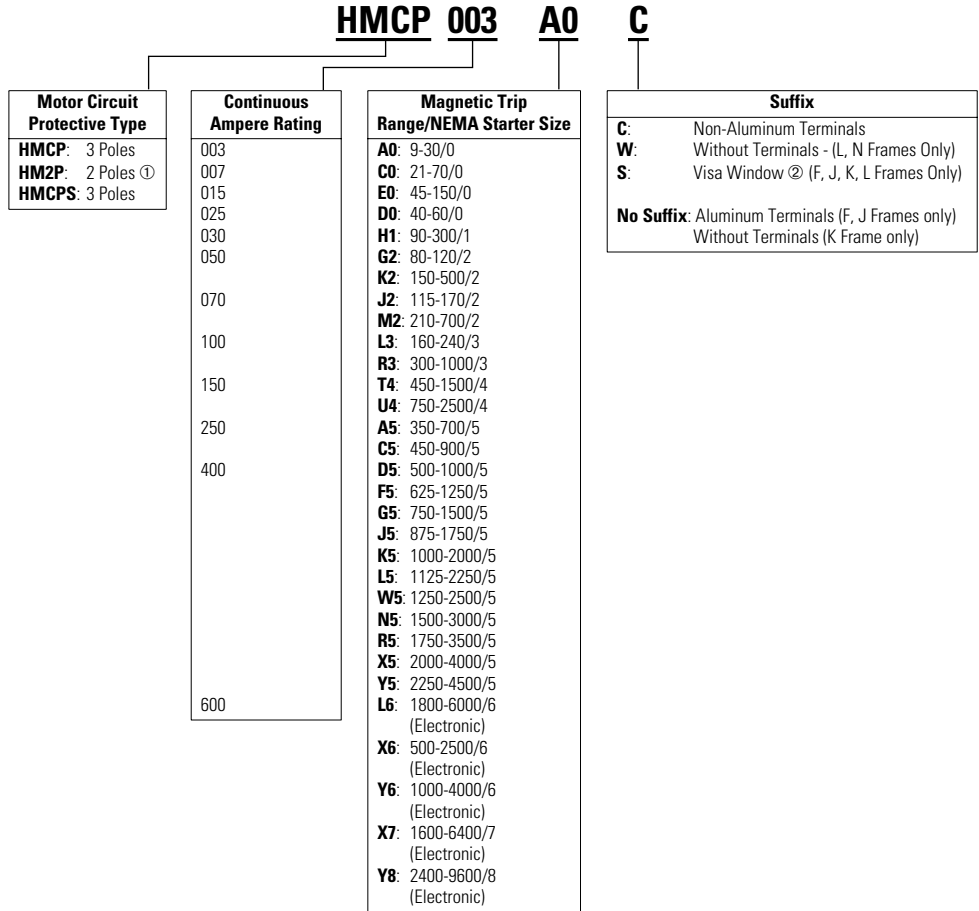 HMCP 003 A0 C
Motor Circuit
Protective Type
HMCP: 3 Poles
HM2P: 2 Poles ①
HMCPS: 3 Poles
Continuous
Ampere Rating
003
007
015
025
030
050
070
100
150
250
400
600
Magnetic Trip
Range/NEMA Starter Size
A0: 9-30/0
C0: 21-70/0
E0: 45-150/0
D0: 40-60/0
H1: 90-300/1
G2: 80-120/2
K2: 150-500/2
J2: 115-170/2
M2: 210-700/2
L3: 160-240/3
R3: 300-1000/3
T4: 450-1500/4
U4: 750-2500/4
A5: 350-700/5
C5: 450-900/5
D5: 500-1000/5
F5: 625-1250/5
G5: 750-1500/5
J5: 875-1750/5
K5: 1000-2000/5
L5: 1125-2250/5
W5: 1250-2500/5
N5: 1500-3000/5
R5: 1750-3500/5
X5: 2000-4000/5
Y5: 2250-4500/5
L6: 1800-6000/6
(Electronic)
X6: 500-2500/6
(Electronic)
Y6: 1000-4000/6
(Electronic)
X7: 1600-6400/7
(Electronic)
Y8: 2400-9600/8
(Electronic)
Suffix
C: Non-Aluminum Terminals
W: Without Terminals - (L, N Frames Only)
S: Visa Window ② (F, J, K, L Frames Only)
No Suffix: Aluminum Terminals (F, J Frames only)
Without Terminals (K Frame only)